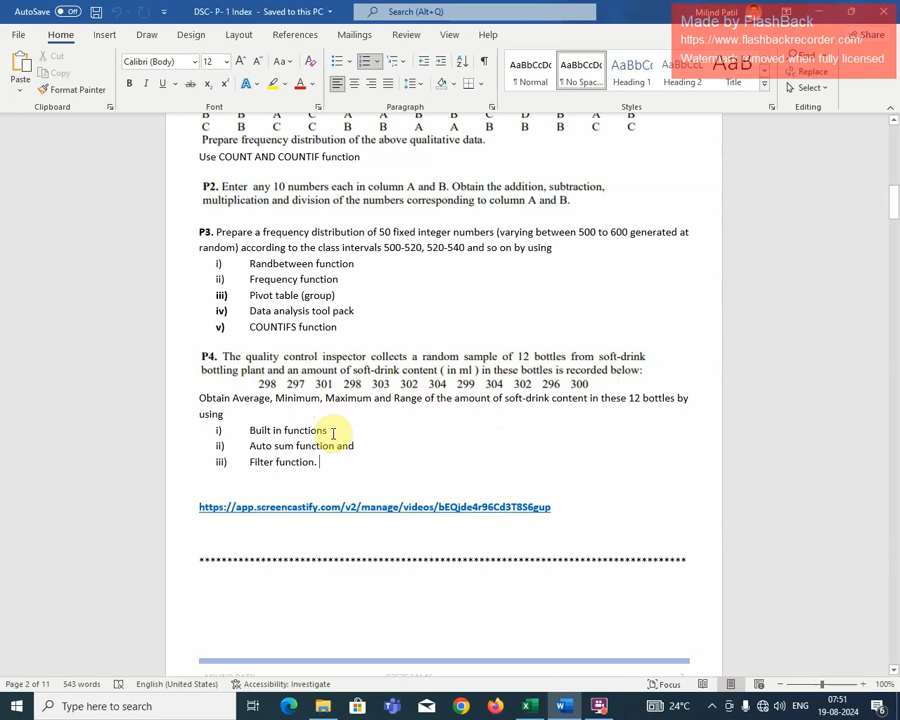 AutoSave Off DSC- P- 1 Index - Saved to this PC Search (Alt+Q) Milind Patil
Made by FlashBack
https://www.flashbackrecorder.com/
Watermark removed when fully licensed
File Home Insert Draw Design Layout References Mailings Review View Help Share
Paste Cut Copy Format Painter
Calibri (Body) 12
AaBbCcDc AaBbCcDc AaBbC AaBbCc AaB
¶ Normal ¶ No Spac... Heading 1 Heading 2
Find
Replace
Select
Clipboard Font Paragraph Styles Editing
B B A C A A B B C D B A B
C B C C B B A A B B B C C
Prepare frequency distribution of the above qualitative data.
Use COUNT AND COUNTIF function
P2. Enter any 10 numbers each in column A and B. Obtain the addition, subtraction,
multiplication and division of the numbers corresponding to column A and B.
P3. Prepare a frequency distribution of 50 fixed integer numbers (varying between 500 to 600 generated at
random) according to the class intervals 500-520, 520-540 and so on by using
i) Randbetween function
ii) Frequency function
iii) Pivot table (group)
iv) Data analysis tool pack
v) COUNTIFS function
P4. The quality control inspector collects a random sample of 12 bottles from soft-drink
bottling plant and an amount of soft-drink content ( in ml ) in these bottles is recorded below:
298 297 301 298 303 302 304 299 304 302 296 300
Obtain Average, Minimum, Maximum and Range of the amount of soft-drink content in these 12 bottles by
using
i) Built in functions
ii) Auto sum function and
iii) Filter function.
https://app.screencastify.com/v2/manage/videos/bEQjde4r96Cd3T8S6gup
Page 2 of 11 543 words English (United States) Accessibility: Investigate Focus 100%
Type here to search 24°C ENG 07:51
19-08-2024